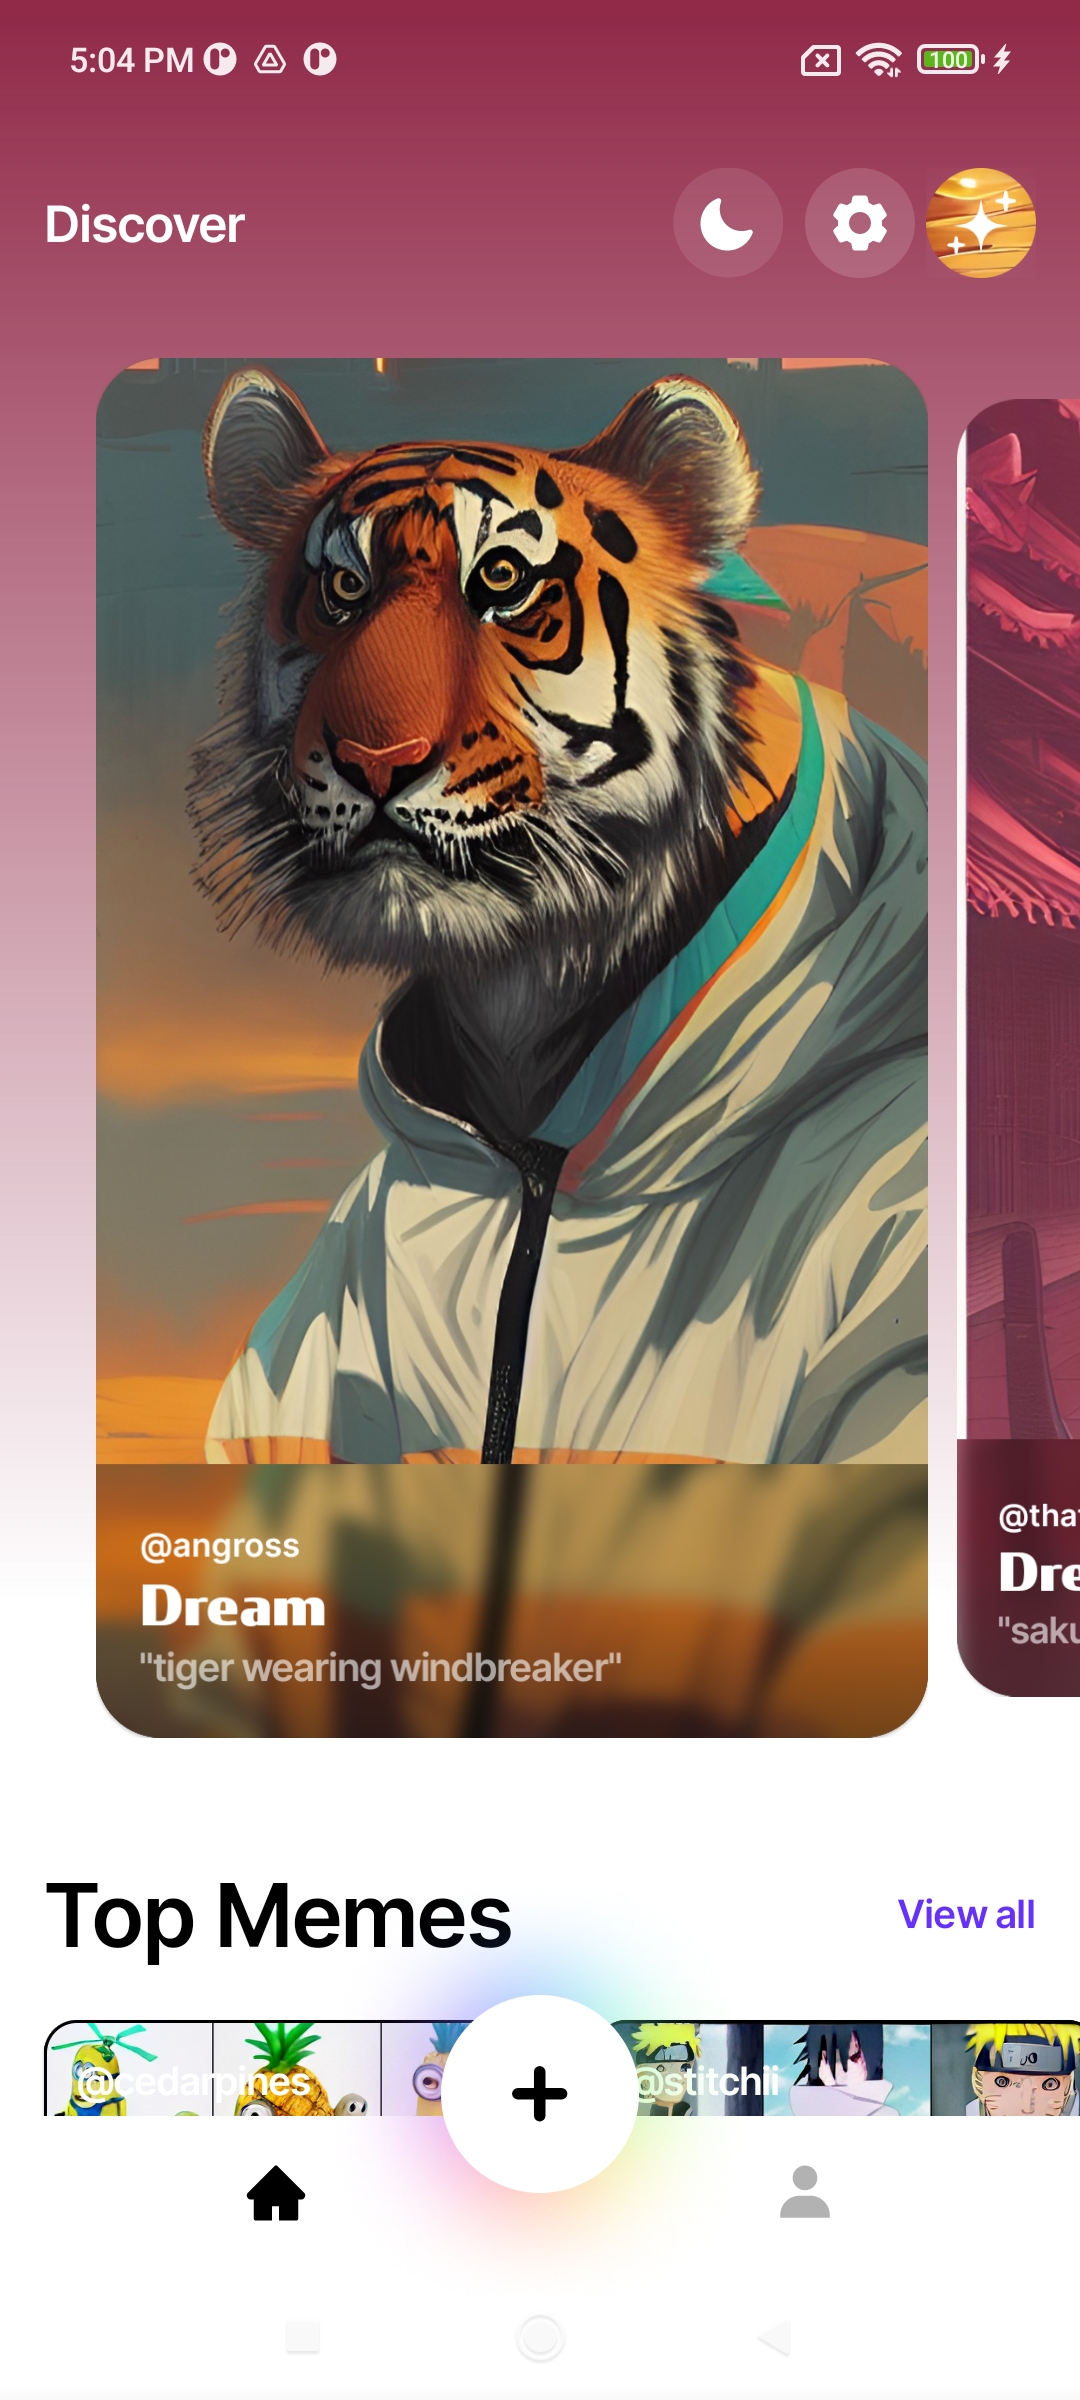 5:04 PM
100
Discover
@angross
Dream
"tiger wearing windbreaker"
@tha
Dre
"saku
Top Memes
View all
@cedarpines
@stitchii